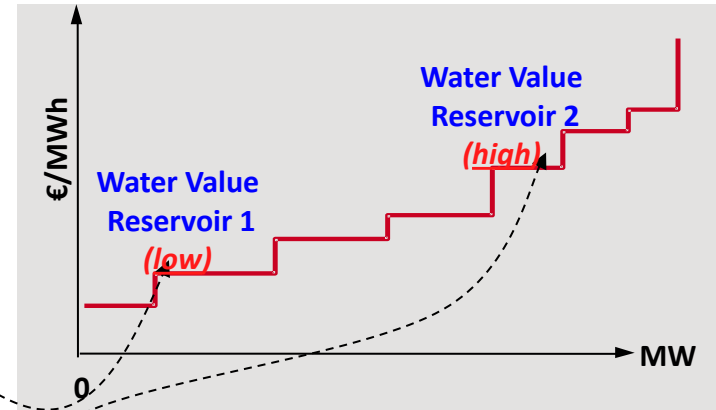 €/MWh
Water Value
Reservoir 1
(low)
Water Value
Reservoir 2
(high)
MW
0